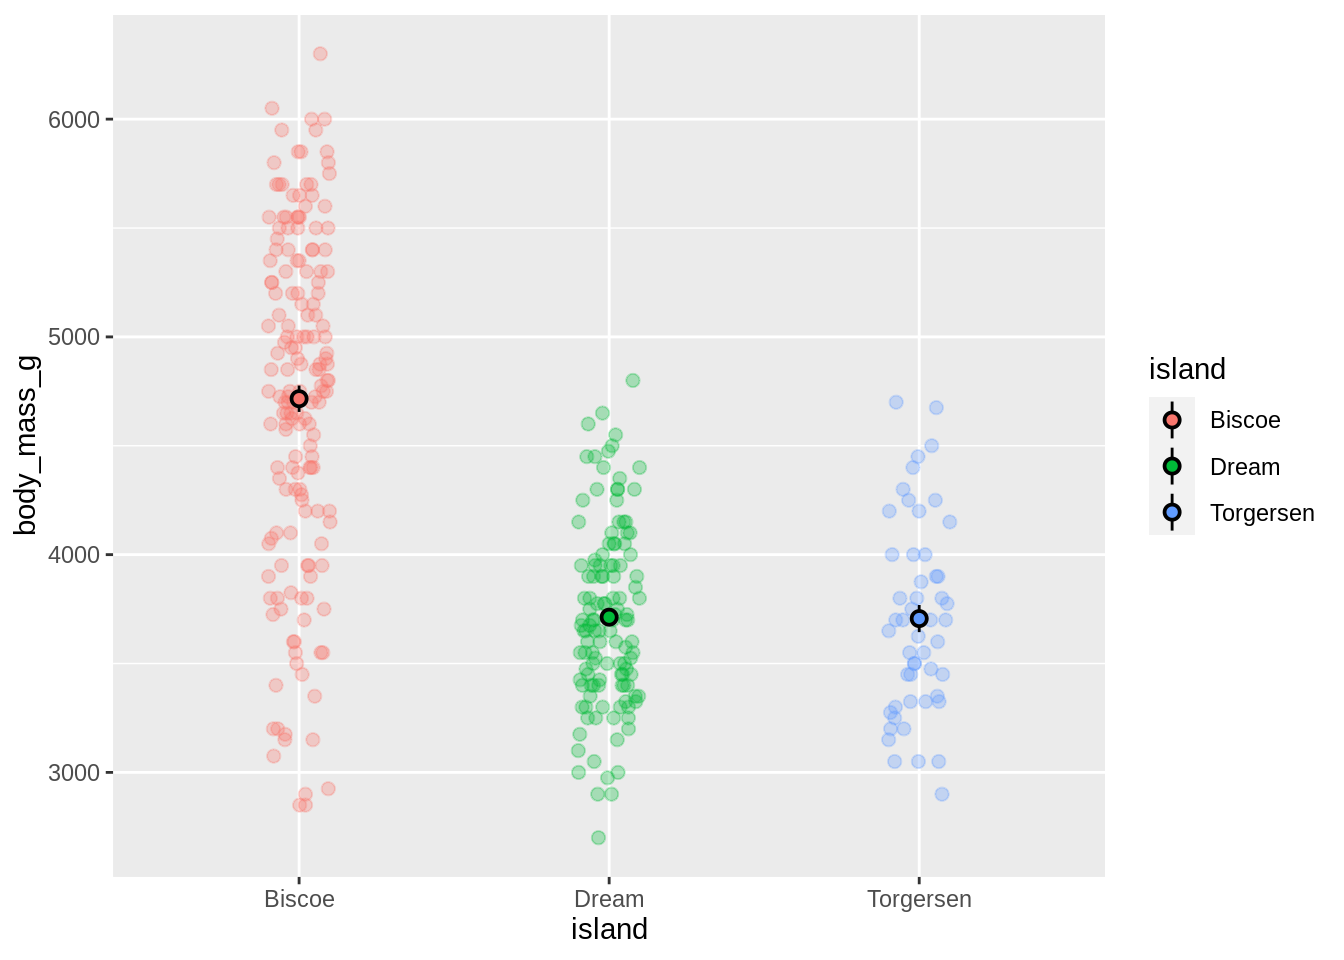 6000
5000
4000
3000
body_mass_g
Biscoe
Dream
Torgersen
island
island
Biscoe
Dream
Torgersen